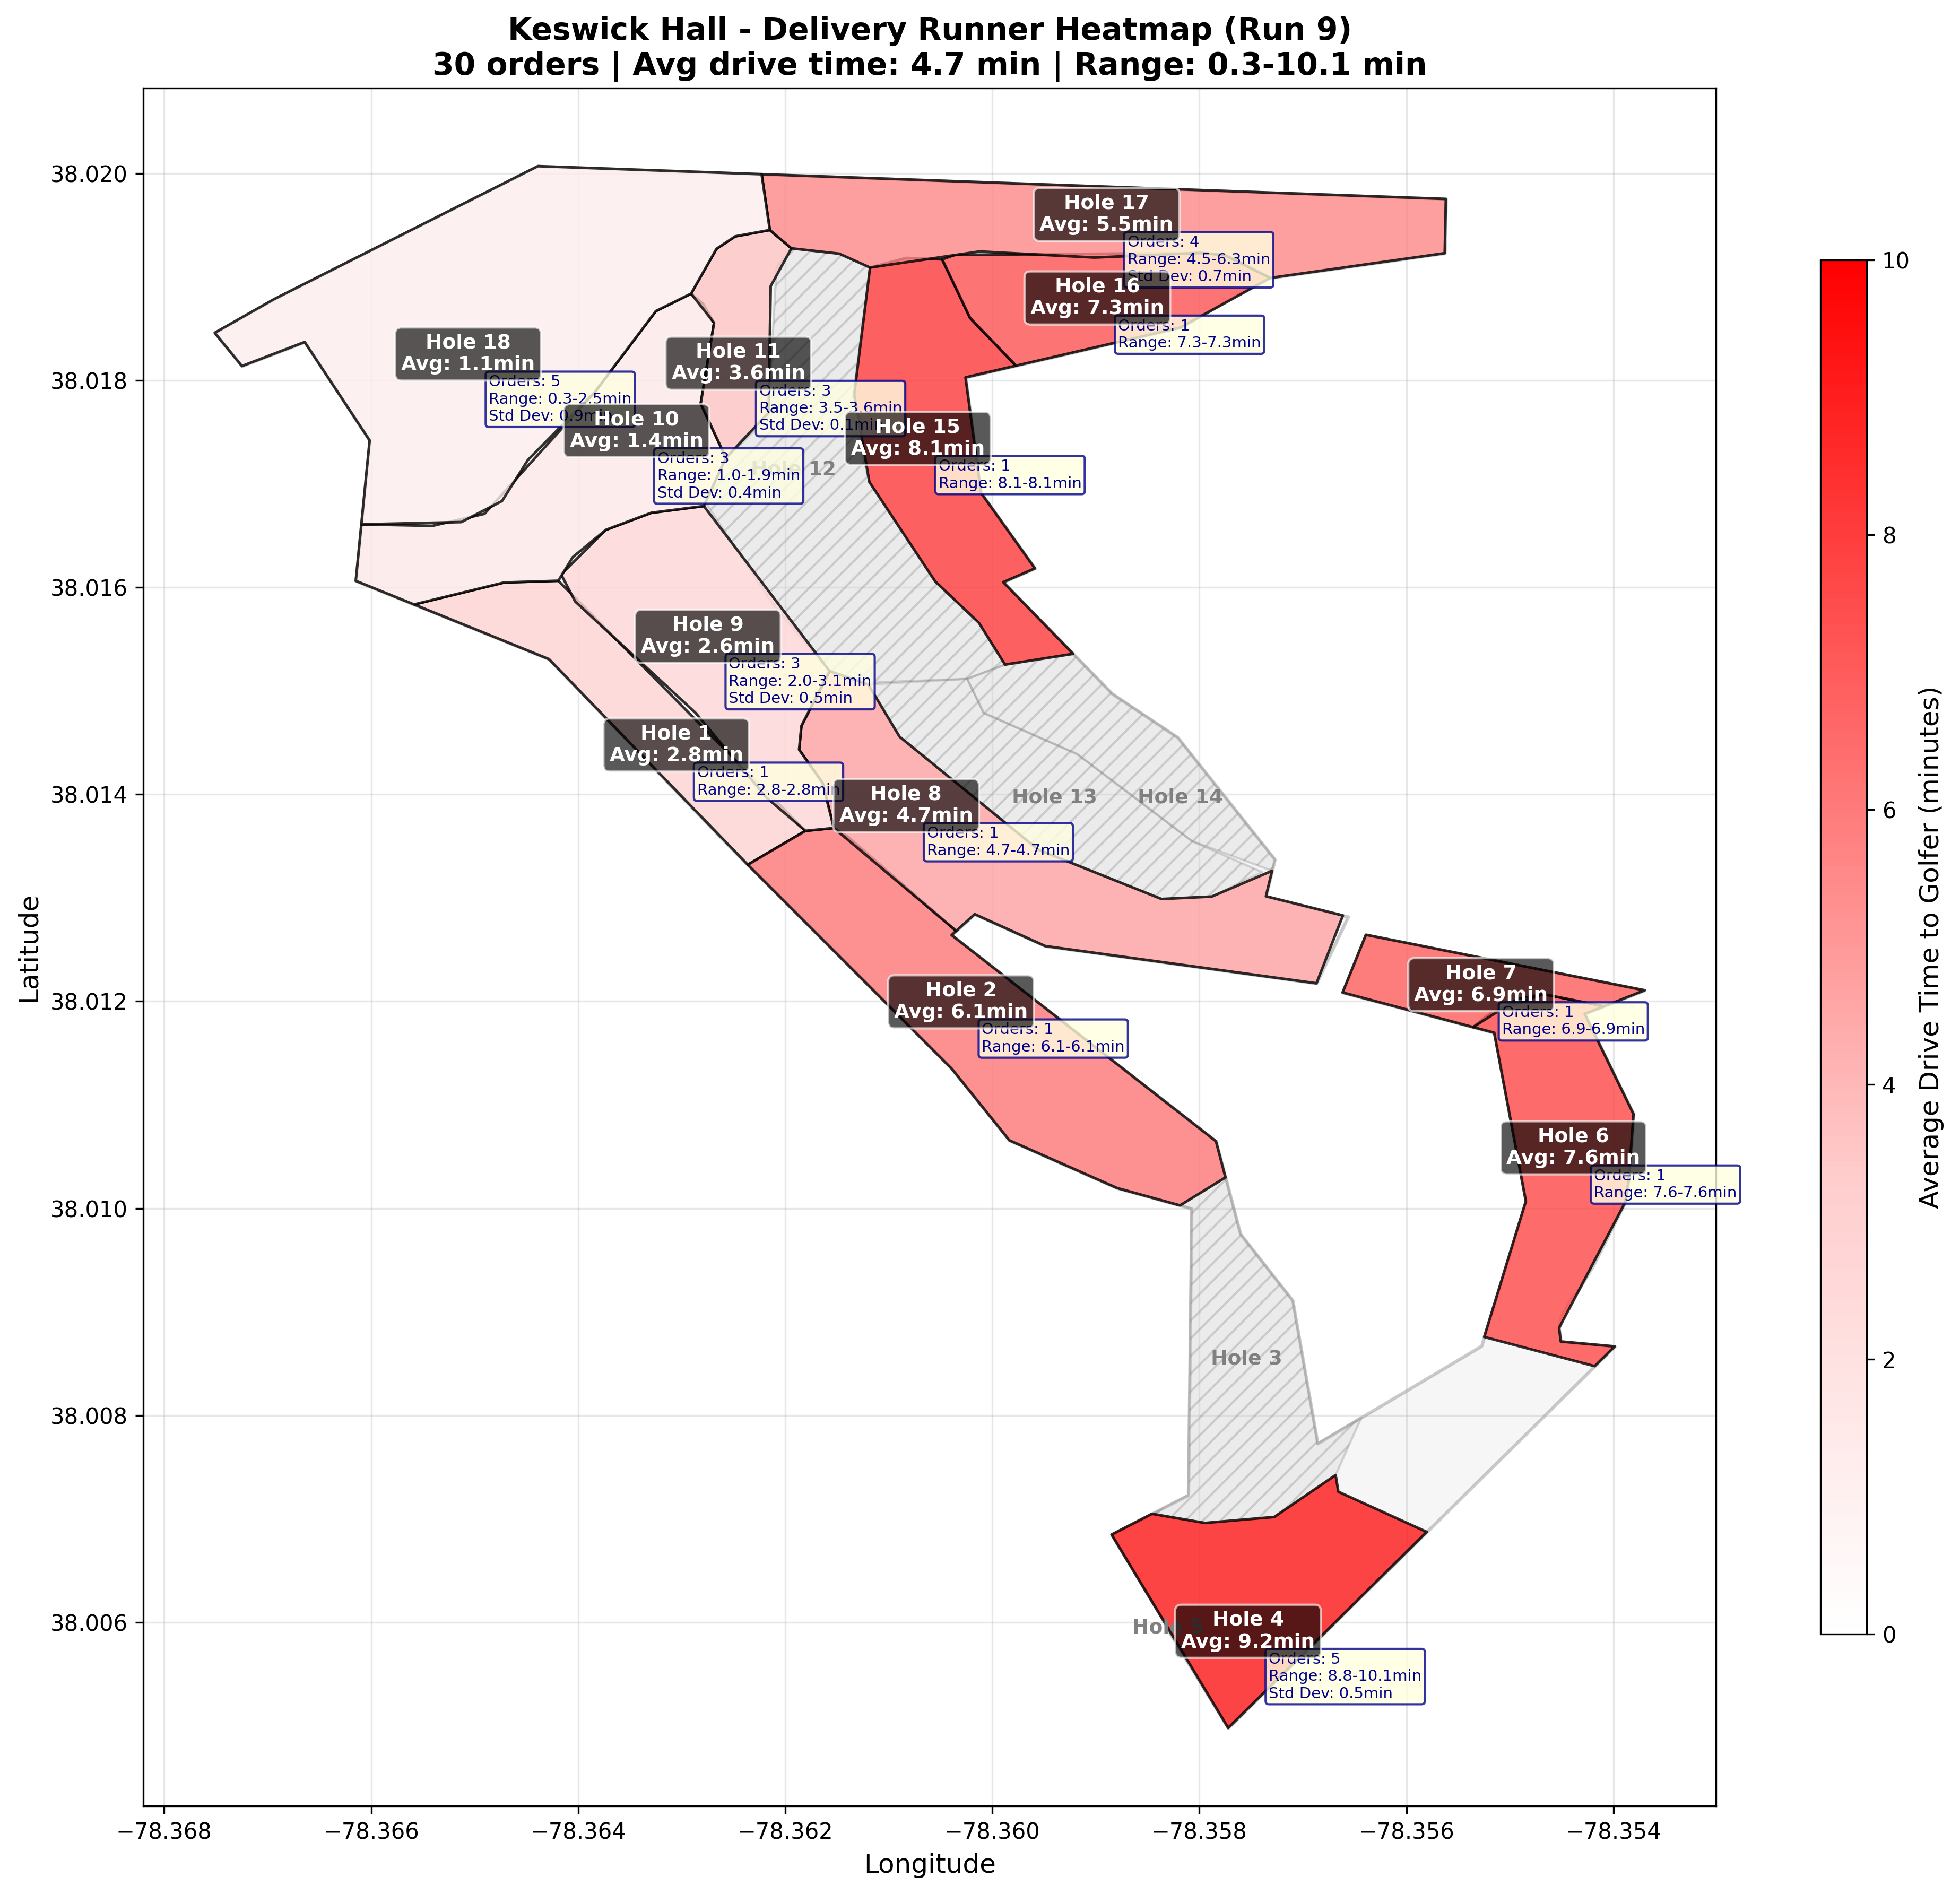 Keswick Hall - Delivery Runner Heatmap (Run 9)
30 orders | Avg drive time: 4.7 min | Range: 0.3-10.1 min
Latitude
38.020
38.018
38.016
38.014
38.012
38.010
38.008
38.006
Hole 17
Avg: 5.5min
Orders: 4
Range: 4.5-6.3min
Std Dev: 0.7min
Hole 16
Avg: 7.3min
Orders: 1
Range: 7.3-7.3min
Hole 18
Avg: 1.1min
Orders: 5
Range: 0.3-2.5min
Std Dev: 0.9min
Hole 11
Avg: 3.6min
Orders: 3
Range: 3.5-3.6min
Std Dev: 0.1min
Hole 10
Avg: 1.4min
Orders: 3
Range: 1.0-1.9min
Std Dev: 0.4min
Hole 12
Hole 15
Avg: 8.1min
Orders: 1
Range: 8.1-8.1min
Hole 9
Avg: 2.6min
Orders: 3
Range: 2.0-3.1min
Std Dev: 0.5min
Hole 1
Avg: 2.8min
Orders: 1
Range: 2.8-2.8min
Hole 8
Avg: 4.7min
Orders: 1
Range: 4.7-4.7min
Hole 13
Hole 14
Hole 2
Avg: 6.1min
Orders: 1
Range: 6.1-6.1min
Hole 7
Avg: 6.9min
Orders: 1
Range: 6.9-6.9min
Hole 6
Avg: 7.6min
Orders: 1
Range: 7.6-7.6min
Hole 3
Hole 5
Hole 4
Avg: 9.2min
Orders: 5
Range: 8.8-10.1min
Std Dev: 0.5min
−78.368
−78.366
−78.364
−78.362
−78.360
−78.358
−78.356
−78.354
Longitude
10
8
6
4
2
0
Average Drive Time to Golfer (minutes)